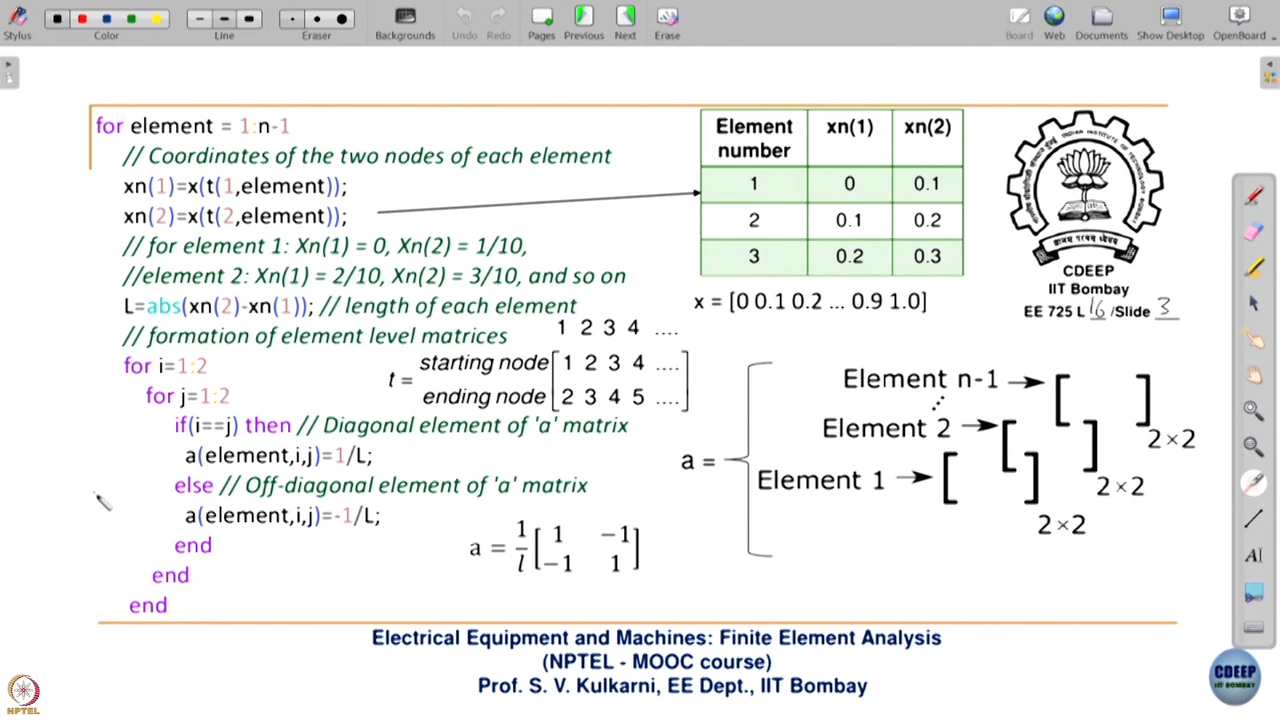 Stylus
Color
Line
Eraser
Backgrounds
Undo
Redo
Pages
Previous
Next
Erase
Board
Web
Documents
Show Desktop
OpenBoard
for element = 1:n-1
// Coordinates of the two nodes of each element
xn(1)=x(t(1,element));
xn(2)=x(t(2,element));
// for element 1: Xn(1) = 0, Xn(2) = 1/10,
//element 2: Xn(1) = 2/10, Xn(2) = 3/10, and so on
L=abs(xn(2)-xn(1)); // length of each element
// formation of element level matrices
for i=1:2
for j=1:2
if(i==j) then // Diagonal element of 'a' matrix
a(element,i,j)=1/L;
else // Off-diagonal element of 'a' matrix
a(element,i,j)=-1/L;
end
end
end
1 2 3 4 ....
t = starting node [1 2 3 4 ....]
ending node [2 3 4 5 ....]
a = 1/l [1 −1
−1 1]
Element number xn(1) xn(2)
1 0 0.1
2 0.1 0.2
3 0.2 0.3
x = [0 0.1 0.2 ... 0.9 1.0]
a =
Element n-1 [ ] 2×2
Element 2 [ ] 2×2
Element 1 [ ] 2×2
CDEEP
IIT Bombay
EE 725 L 16 /Slide 3
Electrical Equipment and Machines: Finite Element Analysis
(NPTEL - MOOC course)
Prof. S. V. Kulkarni, EE Dept., IIT Bombay
NPTEL
CDEEP
IIT BOMBAY